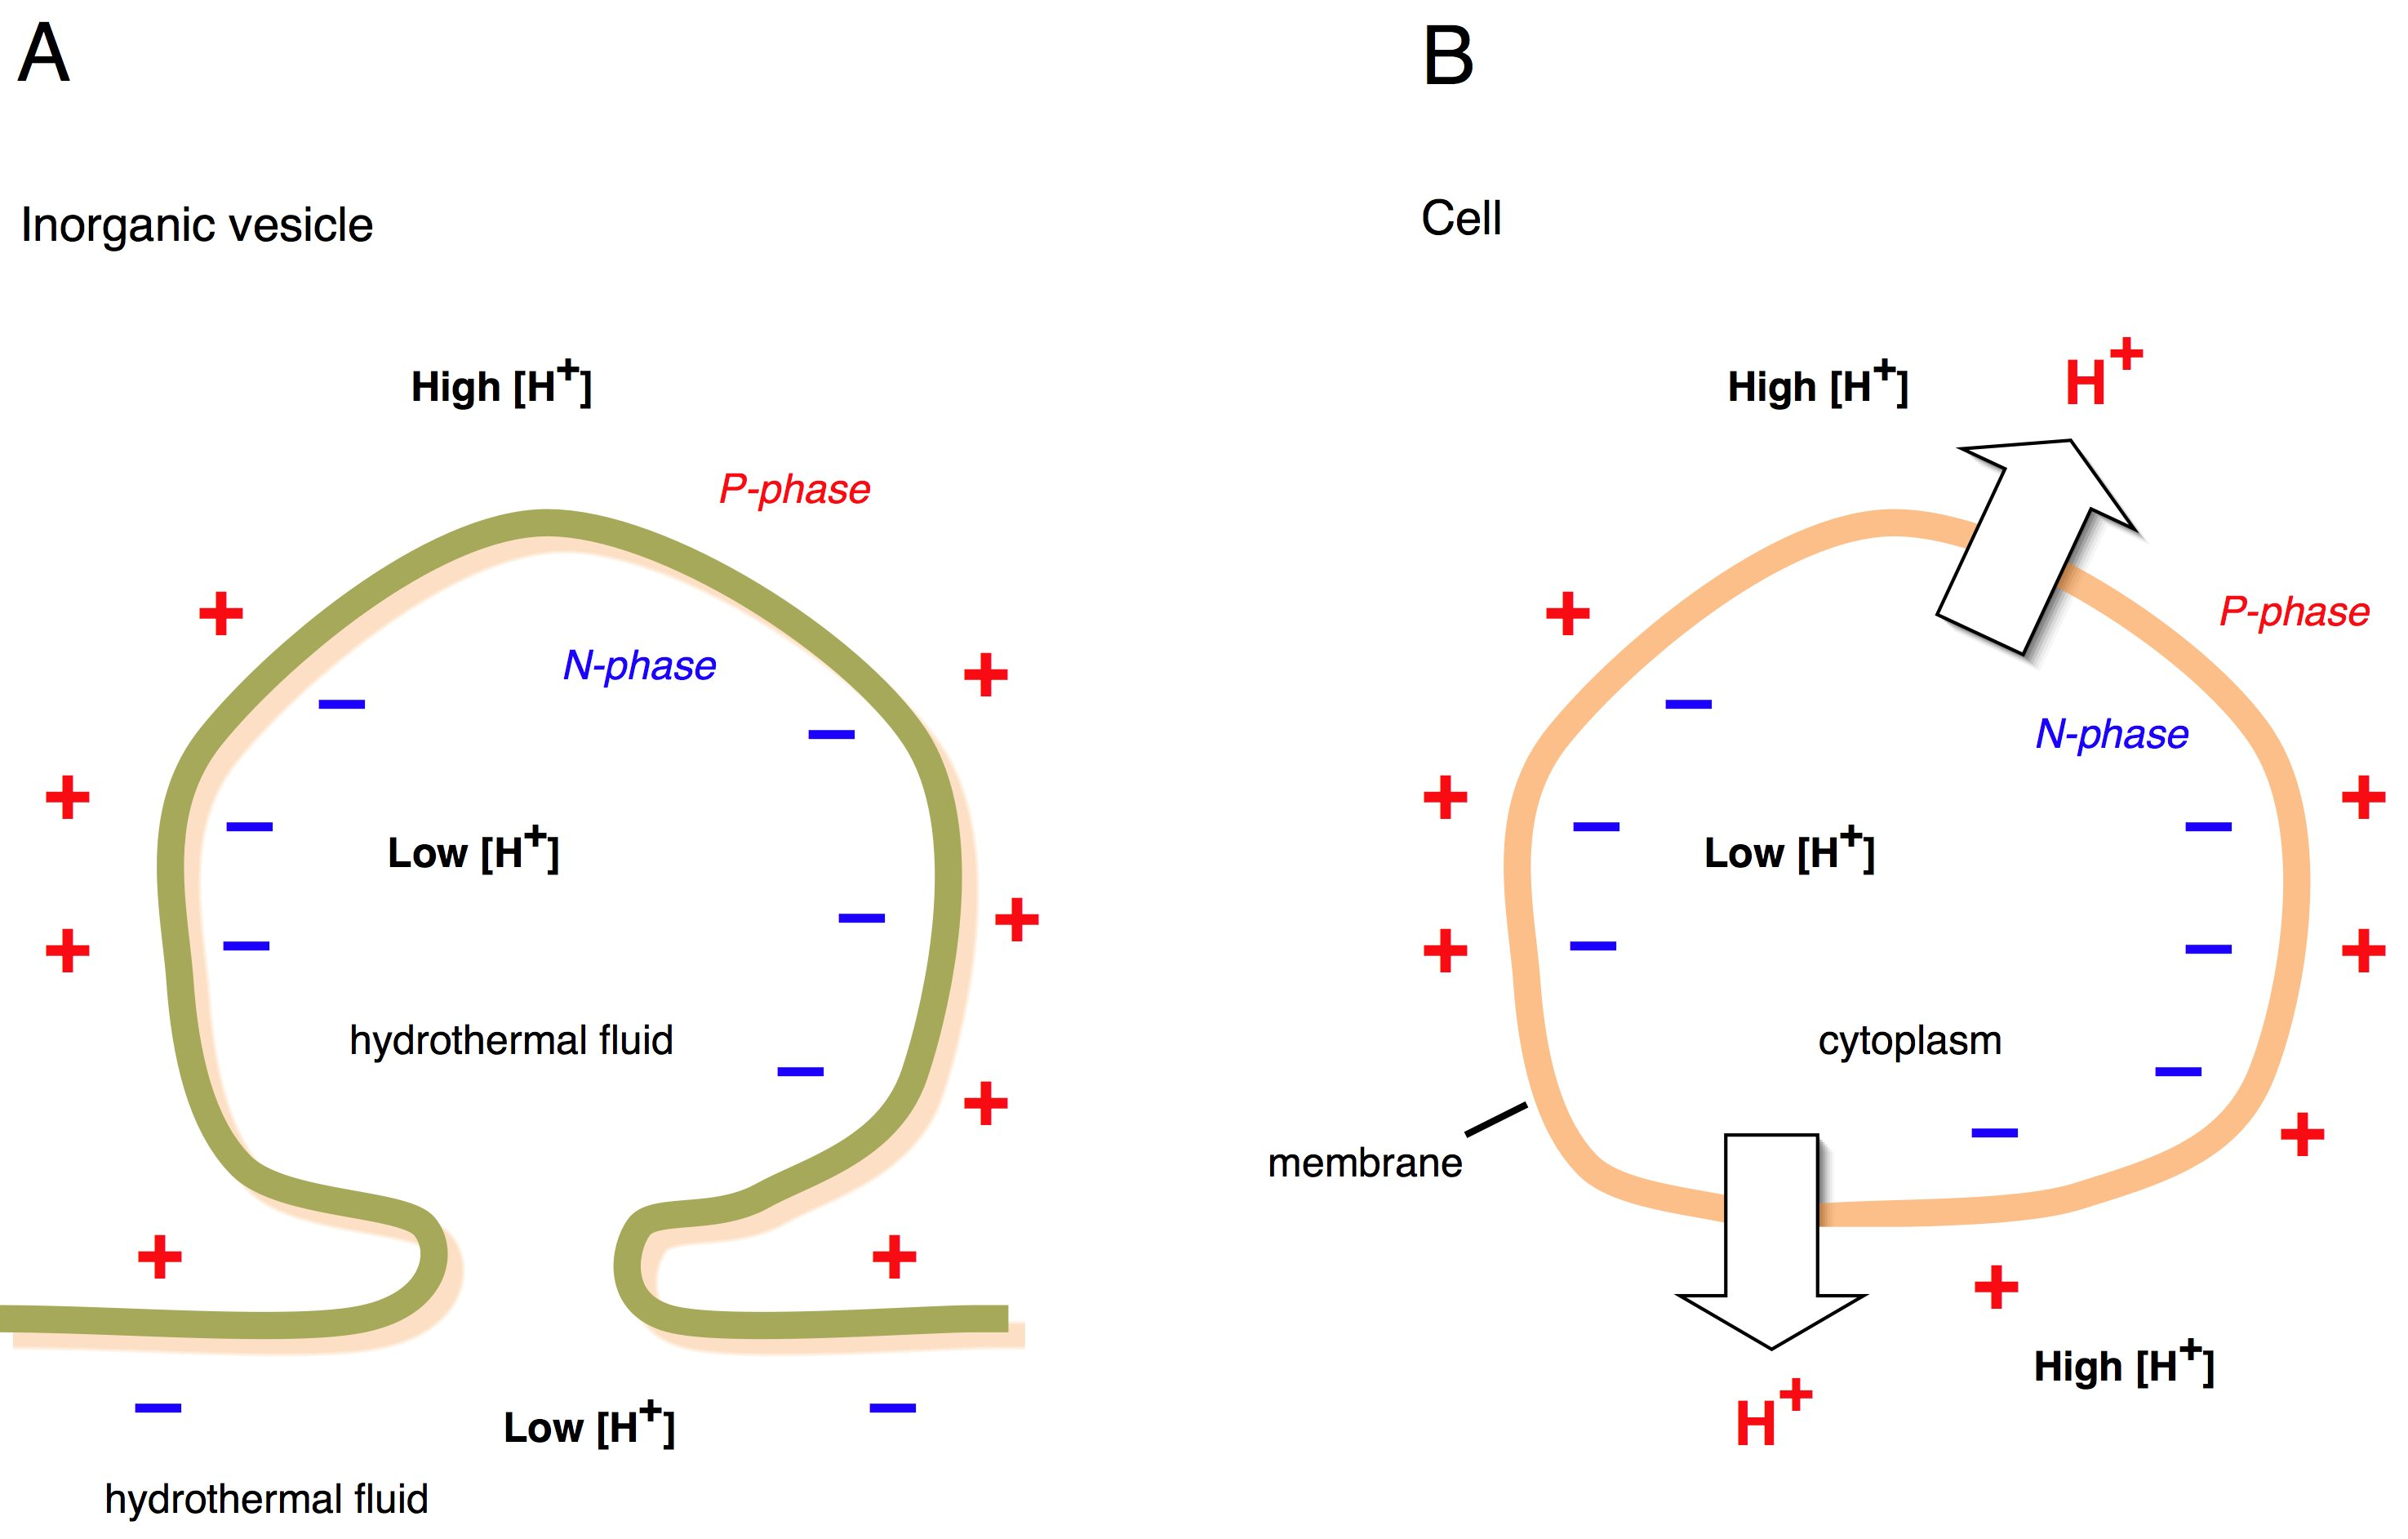 A
Inorganic vesicle
High [H⁺]
P-phase
+
N-phase
+
−
−
+
−
Low [H⁺]
−
+
+
−
hydrothermal fluid
−
+
+
+
−
Low [H⁺]
−
hydrothermal fluid
B
Cell
High [H⁺]
H⁺
+
P-phase
−
N-phase
+
+
−
Low [H⁺]
−
+
−
−
+
cytoplasm
−
membrane
−
+
+
High [H⁺]
H⁺